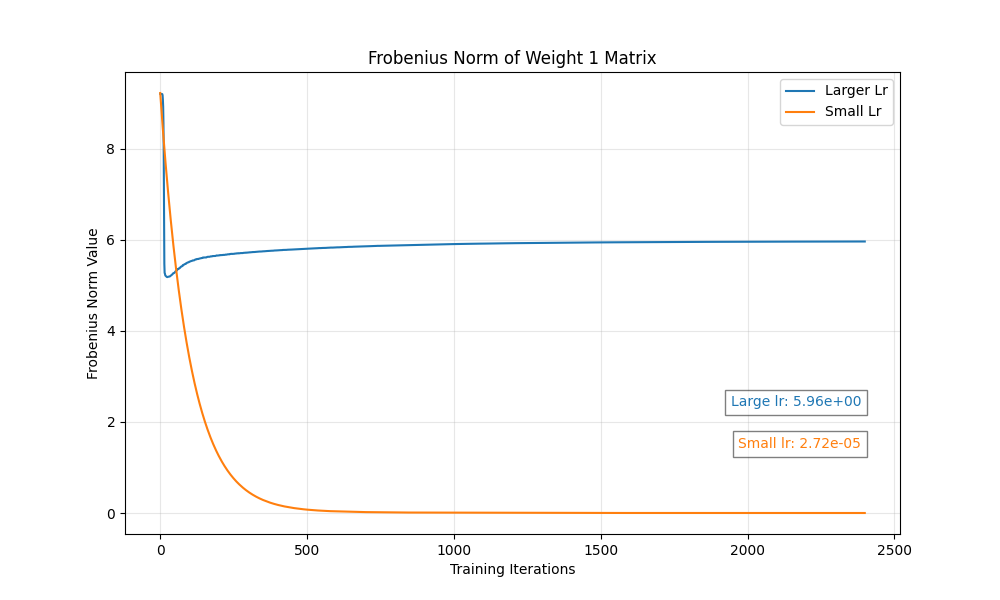 Frobenius Norm of Weight 1 Matrix
Larger Lr
Small Lr
Frobenius Norm Value
8
6
4
2
0
Large lr: 5.96e+00
Small lr: 2.72e-05
0
500
1000
1500
2000
2500
Training Iterations